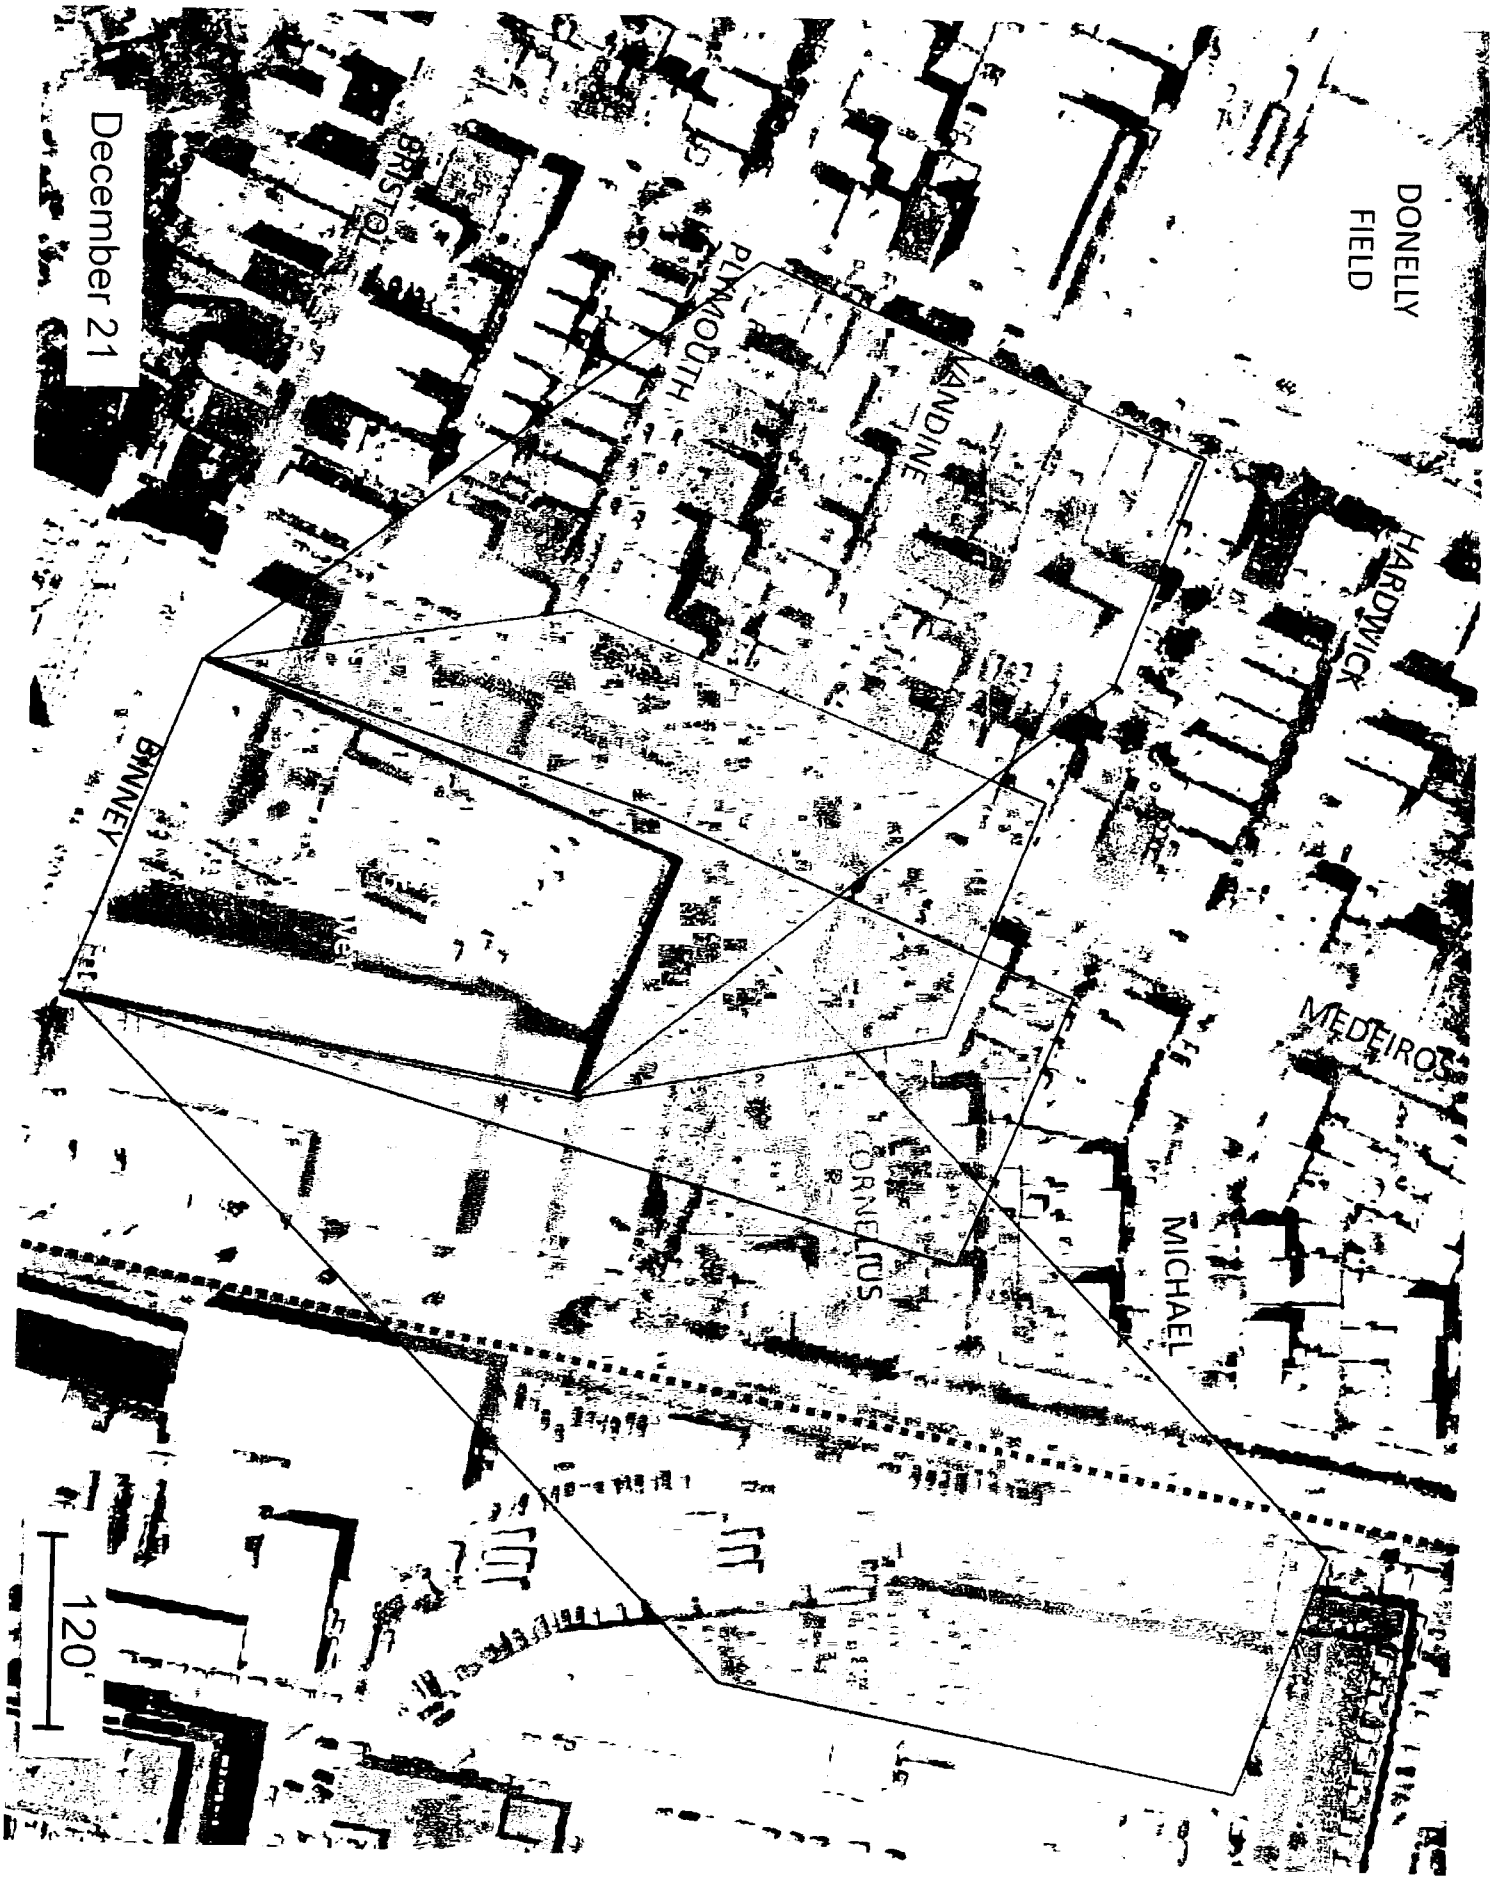 DONELLY
FIELD
HARDWICK
MEDEIROS
MICHAEL
VANDINE
CORNELIUS
PLYMOUTH
BRISTOL
BINNEY
December 21
120'